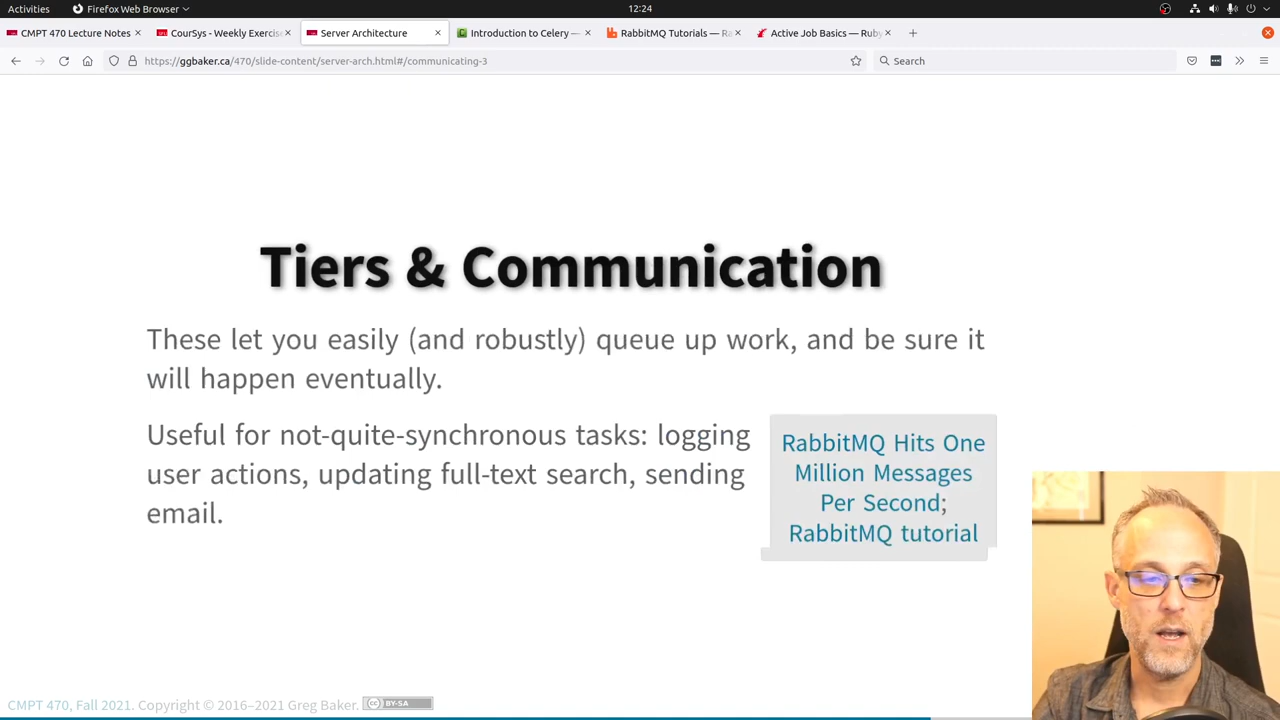 Activities
Firefox Web Browser
12:24
CMPT 470 Lecture Notes
CourSys - Weekly Exercise
Server Architecture
Introduction to Celery —
RabbitMQ Tutorials — Ra
Active Job Basics — Ruby
https://ggbaker.ca/470/slide-content/server-arch.html#/communicating-3
Search
Tiers & Communication
These let you easily (and robustly) queue up work, and be sure it
will happen eventually.
Useful for not-quite-synchronous tasks: logging
user actions, updating full-text search, sending
email.
RabbitMQ Hits One
Million Messages
Per Second;
RabbitMQ tutorial
CMPT 470, Fall 2021. Copyright © 2016–2021 Greg Baker.
cc BY-SA